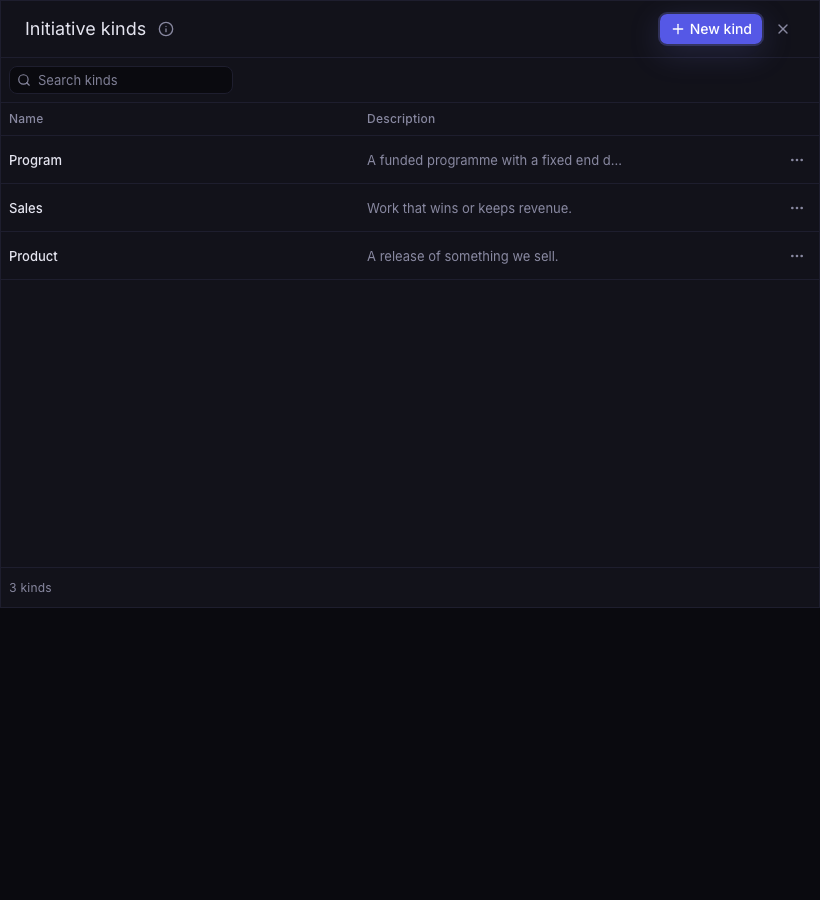 Initiative kinds
New kind
Search kinds
Name Description
Program A funded programme with a fixed end d...
Sales Work that wins or keeps revenue.
Product A release of something we sell.
3 kinds